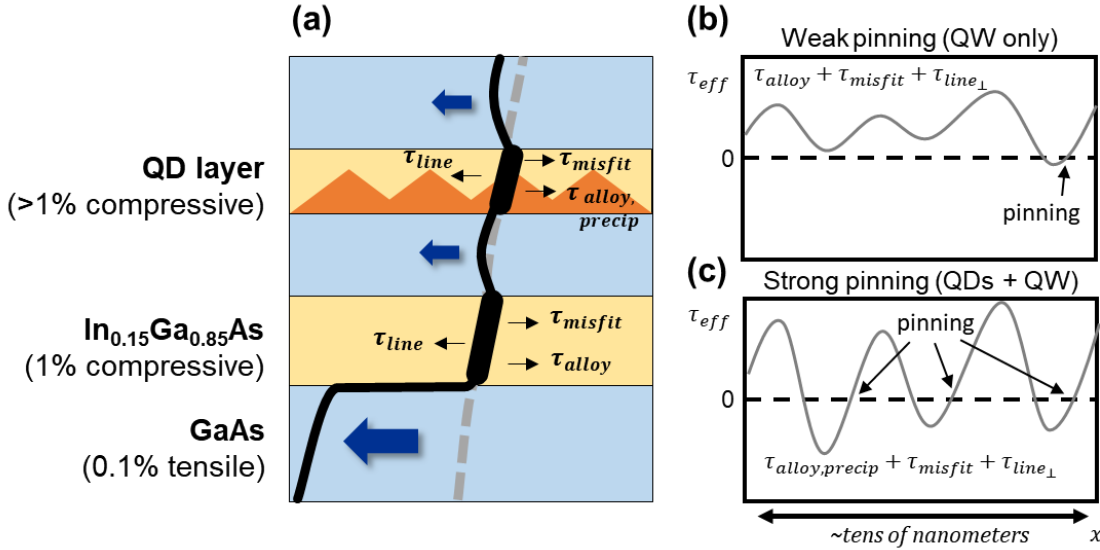 (a)
QD layer
(>1% compressive)
In0.15Ga0.85As
(1% compressive)
GaAs
(0.1% tensile)
τline
τmisfit
τalloy,
precip
τmisfit
τline
τalloy
(b)
Weak pinning (QW only)
τeff
τalloy + τmisfit + τline⊥
0
pinning
(c)
Strong pinning (QDs + QW)
τeff
pinning
0
τalloy,precip + τmisfit + τline⊥
~tens of nanometers
x